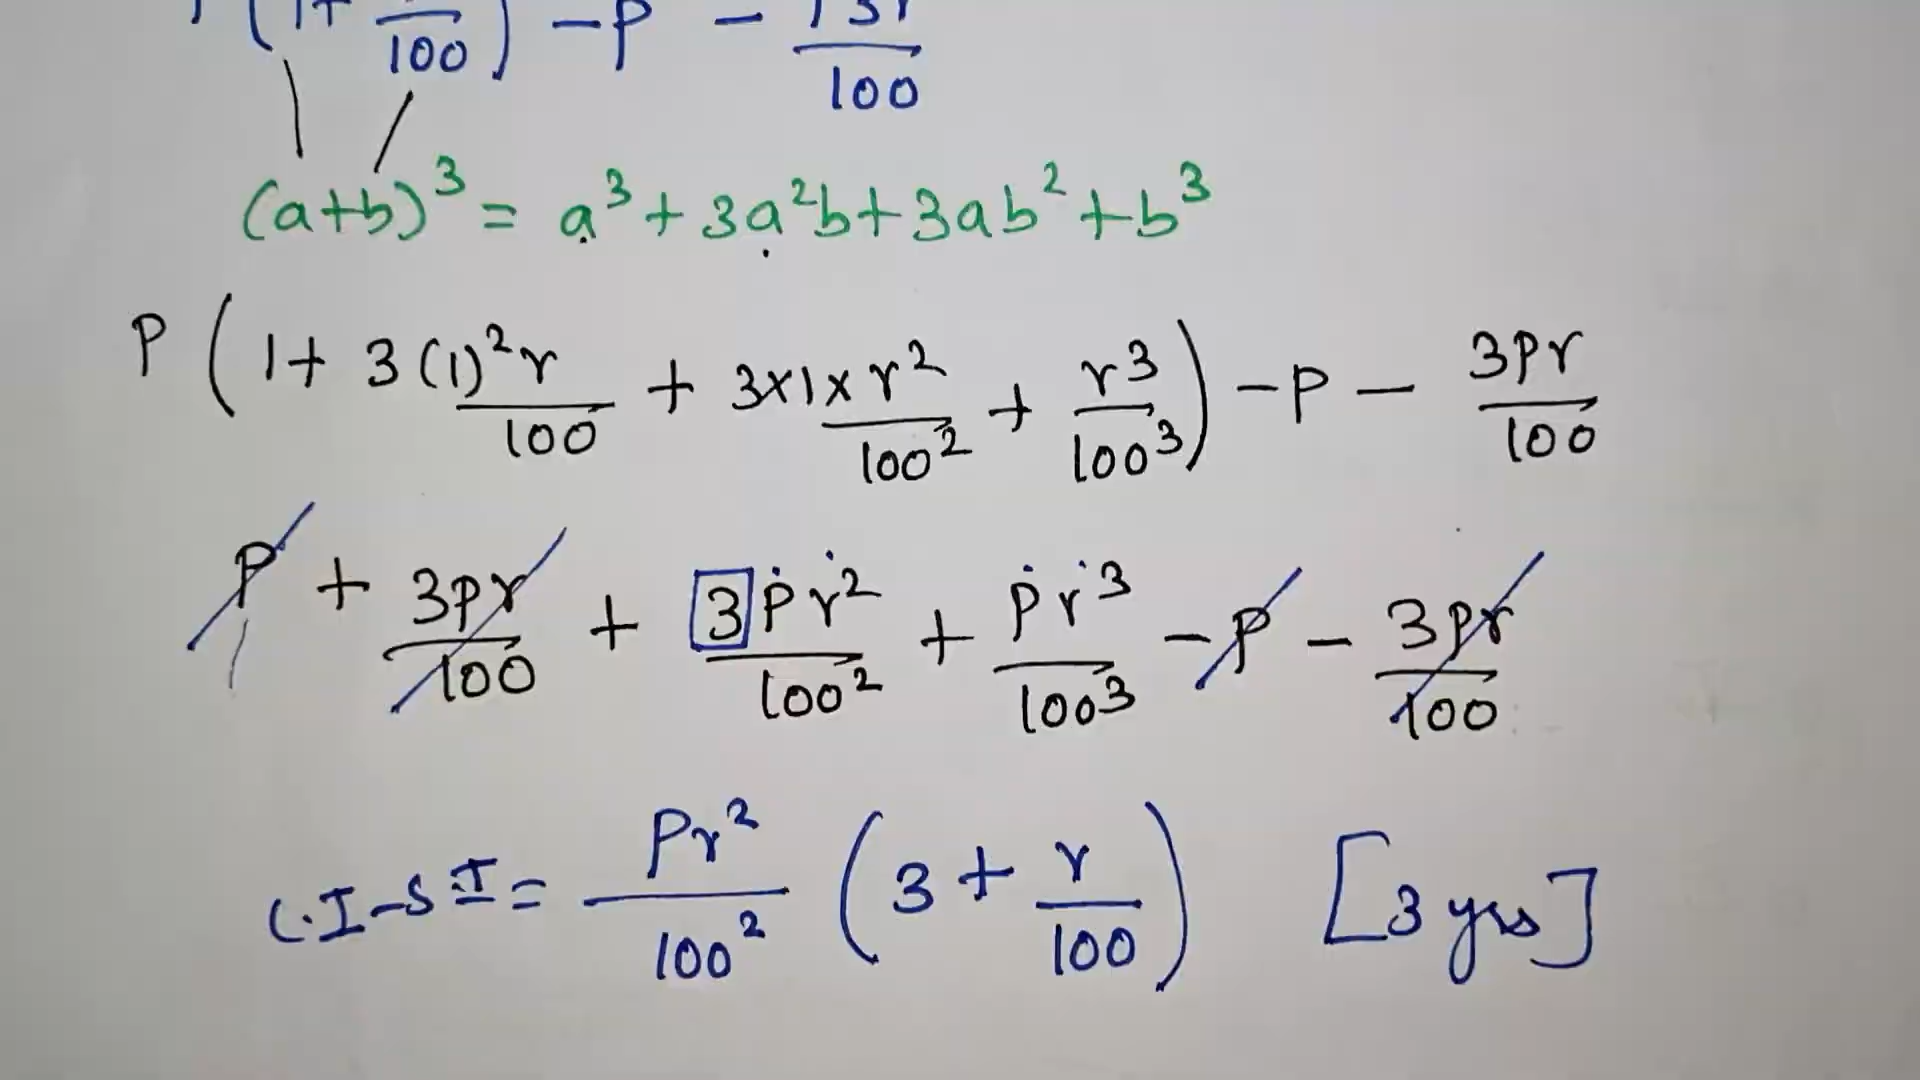 (1+ /100) -P - /100
(a+b)³ = a³ + 3a²b + 3ab² + b³
P (1 + 3(1)²r/100 + 3×1×r²/100² + r³/100³) - P - 3Pr/100
P + 3pr/100 + 3pr²/100² + pr³/100³ - P - 3pr/100
C.I-S.I = Pr²/100² (3 + r/100) [3 yrs]